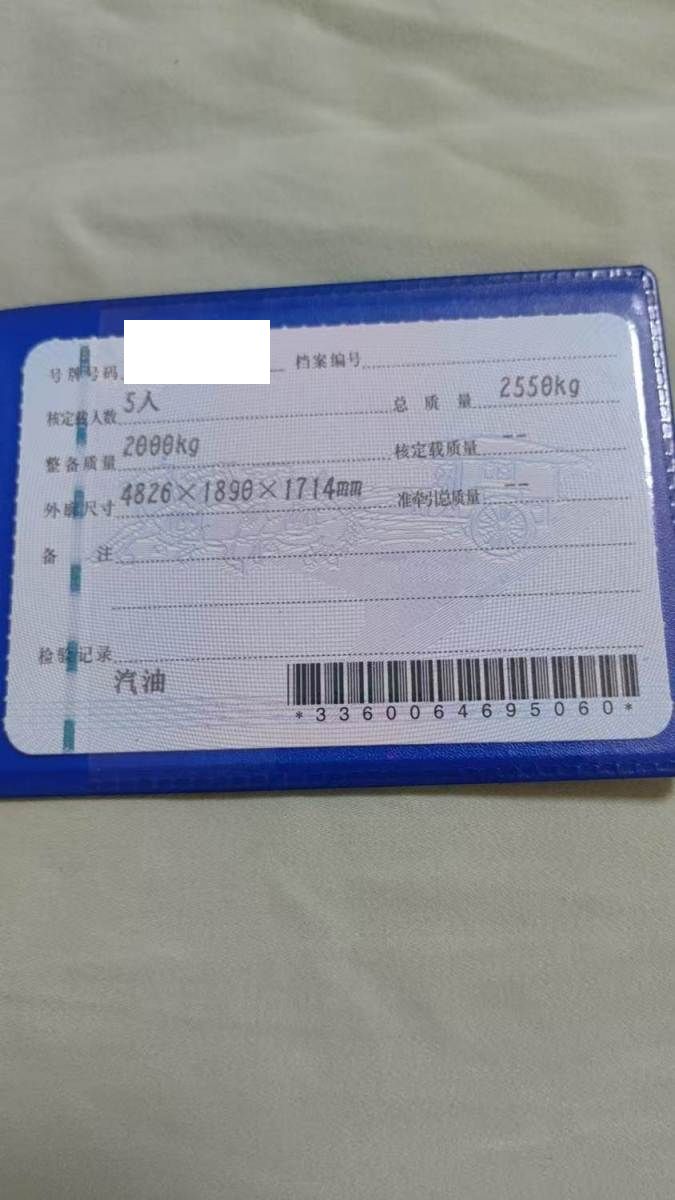 号牌号码 档案编号
核定载人数 5人 总质量 2550kg
整备质量 2000kg 核定载质量 --
外廓尺寸 4826×1890×1714mm 准牵引总质量 --
备注
检验记录
汽油
*3360064695060*